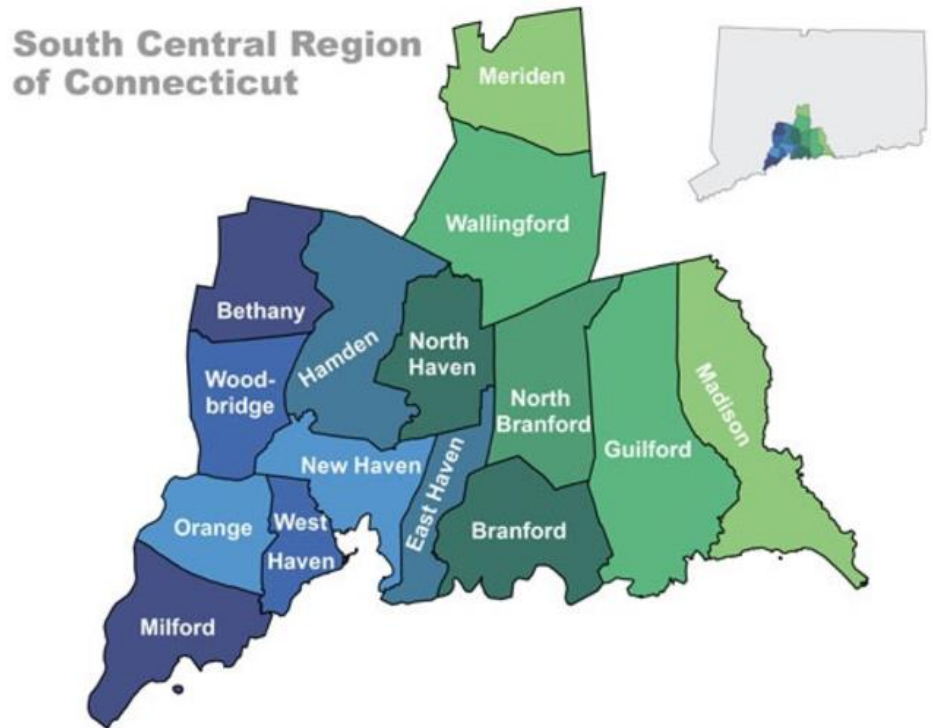 South Central Region
of Connecticut
Meriden
Wallingford
Bethany
Hamden
North
Haven
Wood-
bridge
North
Branford
Madison
Guilford
New Haven
East Haven
Orange
West
Haven
Branford
Milford